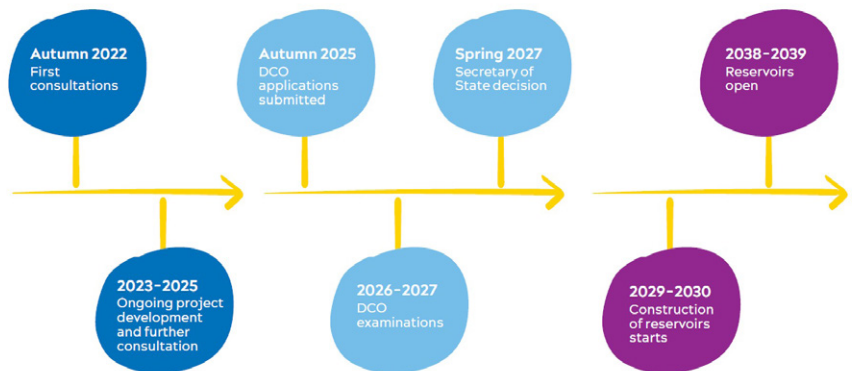 Autumn 2022
First
consultations
2023–2025
Ongoing project
development
and further
consultation
Autumn 2025
DCO
applications
submitted
2026–2027
DCO
examinations
Spring 2027
Secretary of
State decision
2029–2030
Construction
of reservoirs
starts
2038–2039
Reservoirs
open